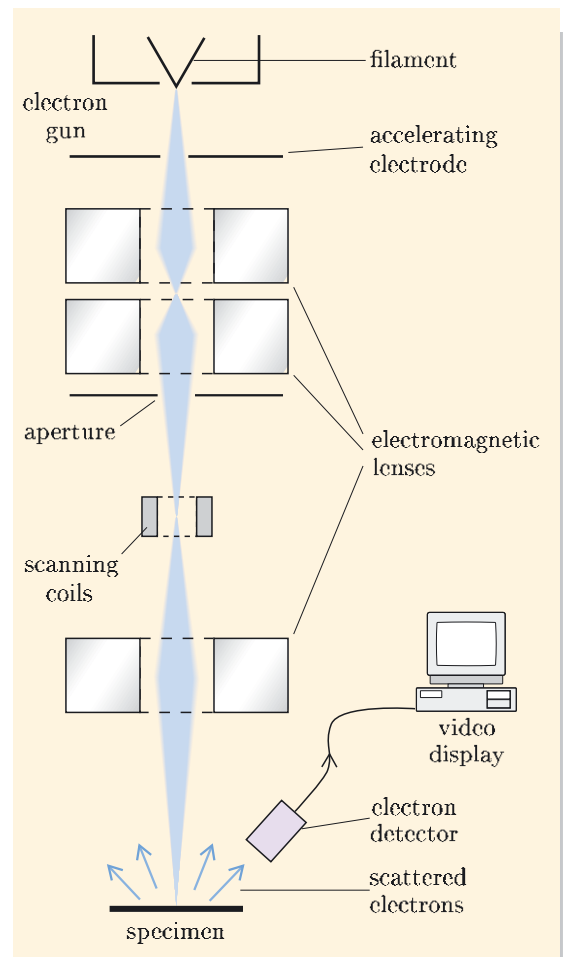 filament
electron
gun
accelerating
electrode
aperture
electromagnetic
lenses
scanning
coils
video
display
electron
detector
scattered
electrons
specimen